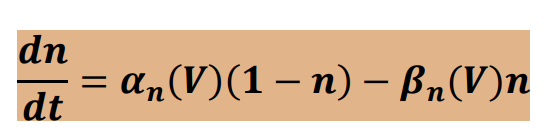 dn/dt = αₙ(V)(1 − n) − βₙ(V)n